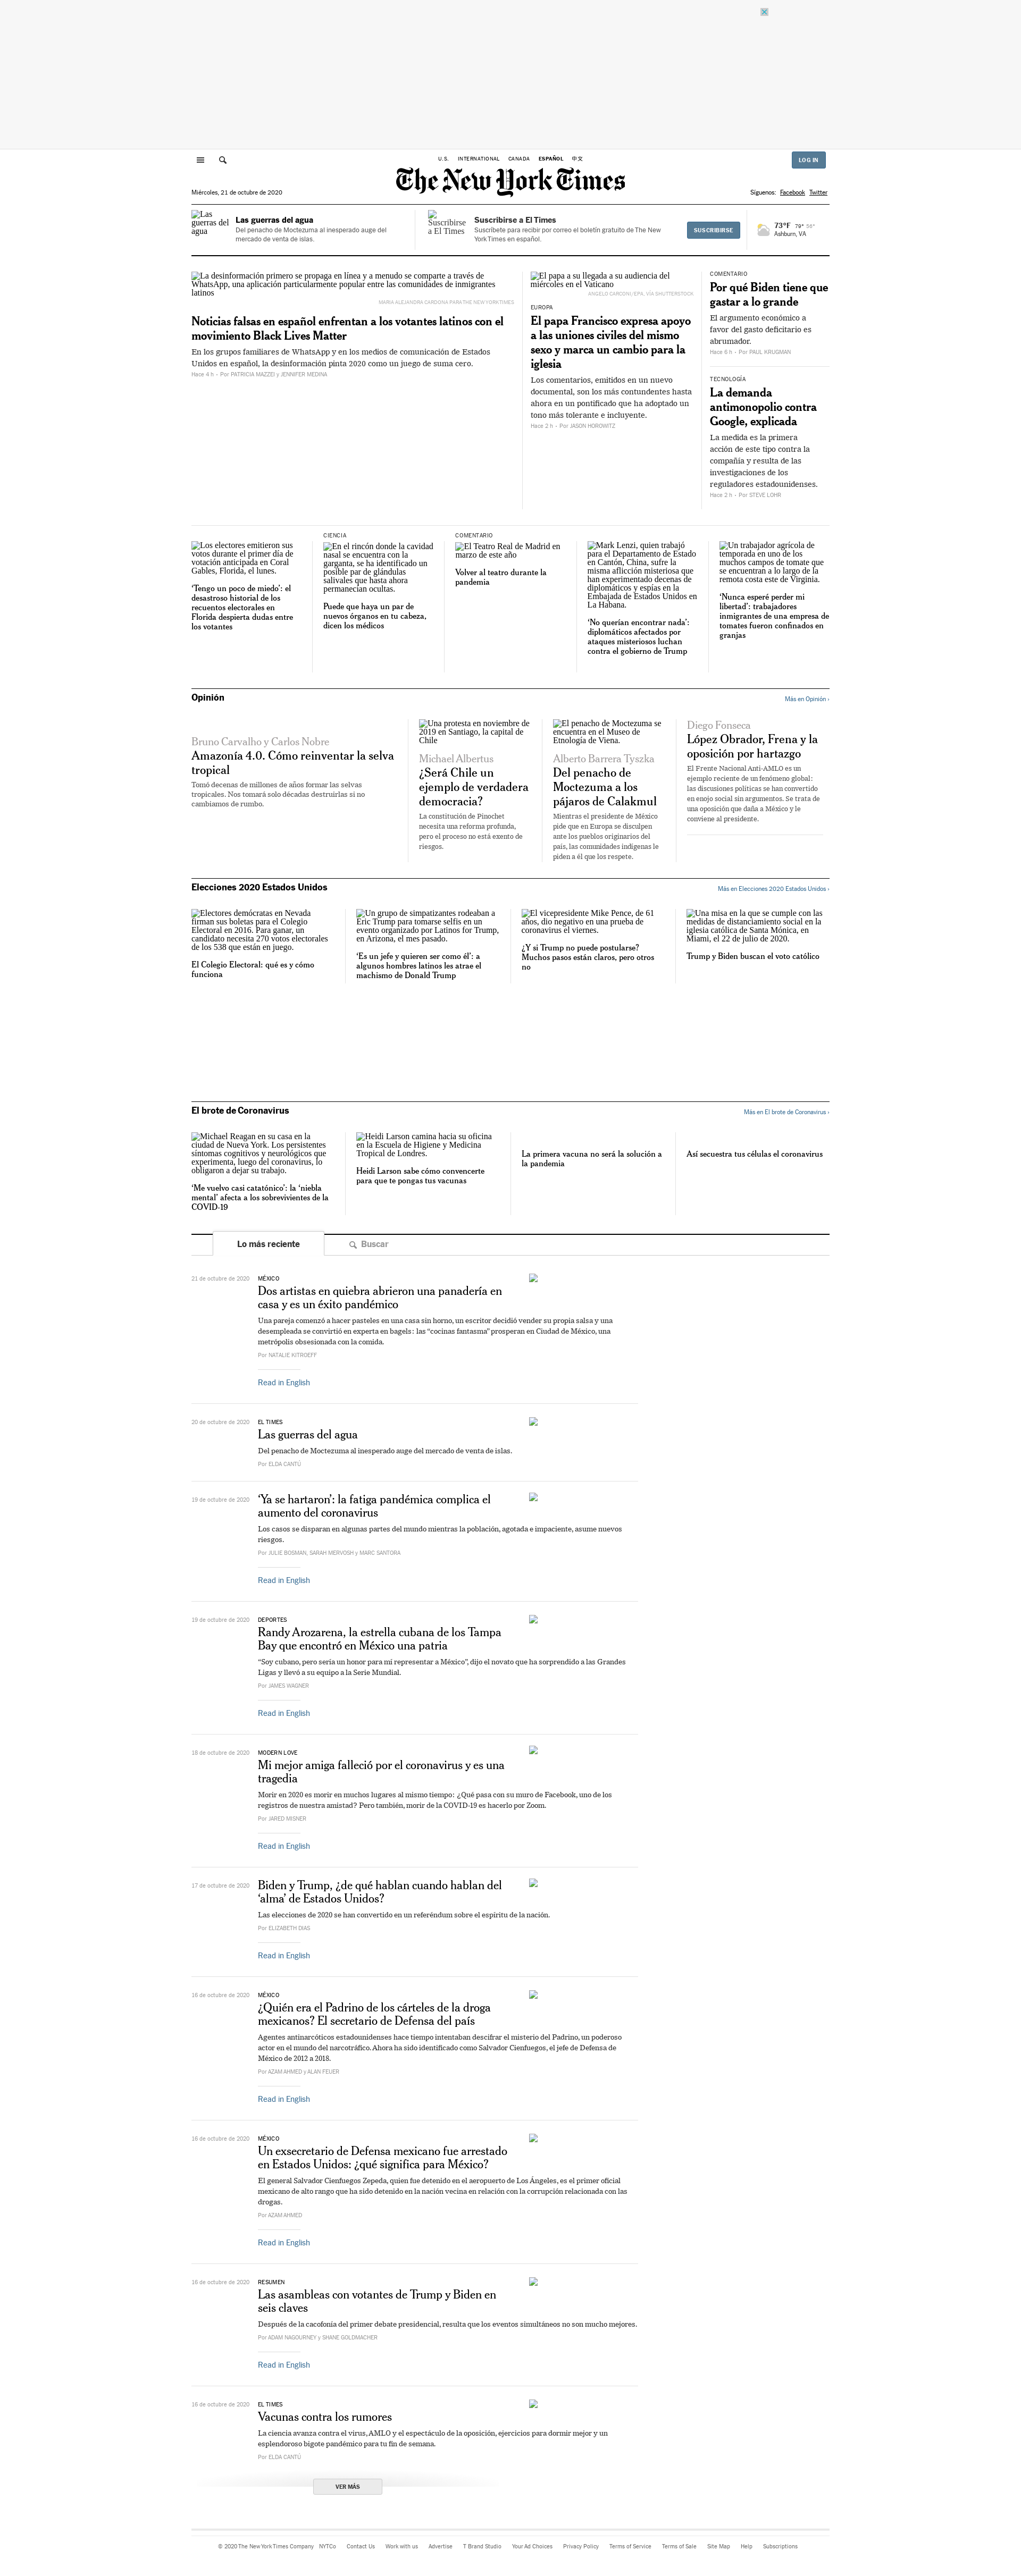 U.S. INTERNATIONAL CANADA ESPAÑOL 中文
LOG IN
The New York Times
Miércoles, 21 de octubre de 2020
Síguenos: Facebook Twitter
Las guerras del agua
Las guerras del agua
Del penacho de Moctezuma al inesperado auge del
mercado de venta de islas.
Suscribirse a El Times
Suscribirse a El Times
Suscríbete para recibir por correo el boletín gratuito de The New
York Times en español.
SUSCRIBIRSE
73°F 79° 56°
Ashburn, VA
La desinformación primero se propaga en línea y a menudo se comparte a través de
WhatsApp, una aplicación particularmente popular entre las comunidades de inmigrantes
latinos
MARIA ALEJANDRA CARDONA PARA THE NEW YORK TIMES
Noticias falsas en español enfrentan a los votantes latinos con el
movimiento Black Lives Matter
En los grupos familiares de WhatsApp y en los medios de comunicación de Estados
Unidos en español, la desinformación pinta 2020 como un juego de suma cero.
Hace 4 h • Por PATRICIA MAZZEI y JENNIFER MEDINA
El papa a su llegada a su audiencia del
miércoles en el Vaticano
ANGELO CARCONI/EPA, VÍA SHUTTERSTOCK
EUROPA
El papa Francisco expresa apoyo
a las uniones civiles del mismo
sexo y marca un cambio para la
iglesia
Los comentarios, emitidos en un nuevo
documental, son los más contundentes hasta
ahora en un pontificado que ha adoptado un
tono más tolerante e incluyente.
Hace 2 h • Por JASON HOROWITZ
COMENTARIO
Por qué Biden tiene que
gastar a lo grande
El argumento económico a
favor del gasto deficitario es
abrumador.
Hace 6 h • Por PAUL KRUGMAN
TECNOLOGÍA
La demanda
antimonopolio contra
Google, explicada
La medida es la primera
acción de este tipo contra la
compañía y resulta de las
investigaciones de los
reguladores estadounidenses.
Hace 2 h • Por STEVE LOHR
Los electores emitieron sus
votos durante el primer día de
votación anticipada en Coral
Gables, Florida, el lunes.
‘Tengo un poco de miedo’: el
desastroso historial de los
recuentos electorales en
Florida despierta dudas entre
los votantes
CIENCIA
En el rincón donde la cavidad
nasal se encuentra con la
garganta, se ha identificado un
posible par de glándulas
salivales que hasta ahora
permanecían ocultas.
Puede que haya un par de
nuevos órganos en tu cabeza,
dicen los médicos
COMENTARIO
El Teatro Real de Madrid en
marzo de este año
Volver al teatro durante la
pandemia
Mark Lenzi, quien trabajó
para el Departamento de Estado
en Cantón, China, sufre la
misma aflicción misteriosa que
han experimentado decenas de
diplomáticos y espías en la
Embajada de Estados Unidos en
La Habana.
‘No querían encontrar nada’:
diplomáticos afectados por
ataques misteriosos luchan
contra el gobierno de Trump
Un trabajador agrícola de
temporada en uno de los
muchos campos de tomate que
se encuentran a lo largo de la
remota costa este de Virginia.
‘Nunca esperé perder mi
libertad’: trabajadores
inmigrantes de una empresa de
tomates fueron confinados en
granjas
Opinión
Más en Opinión ›
Bruno Carvalho y Carlos Nobre
Amazonía 4.0. Cómo reinventar la selva
tropical
Tomó decenas de millones de años formar las selvas
tropicales. Nos tomará solo décadas destruirlas si no
cambiamos de rumbo.
Una protesta en noviembre de
2019 en Santiago, la capital de
Chile
Michael Albertus
¿Será Chile un
ejemplo de verdadera
democracia?
La constitución de Pinochet
necesita una reforma profunda,
pero el proceso no está exento de
riesgos.
El penacho de Moctezuma se
encuentra en el Museo de
Etnología de Viena.
Alberto Barrera Tyszka
Del penacho de
Moctezuma a los
pájaros de Calakmul
Mientras el presidente de México
pide que en Europa se disculpen
ante los pueblos originarios del
país, las comunidades indígenas le
piden a él que los respete.
Diego Fonseca
López Obrador, Frena y la
oposición por hartazgo
El Frente Nacional Anti-AMLO es un
ejemplo reciente de un fenómeno global:
las discusiones políticas se han convertido
en enojo social sin argumentos. Se trata de
una oposición que daña a México y le
conviene al presidente.
Elecciones 2020 Estados Unidos
Más en Elecciones 2020 Estados Unidos ›
Electores demócratas en Nevada
firman sus boletas para el Colegio
Electoral en 2016. Para ganar, un
candidato necesita 270 votos electorales
de los 538 que están en juego.
El Colegio Electoral: qué es y cómo
funciona
Un grupo de simpatizantes rodeaban a
Eric Trump para tomarse selfis en un
evento organizado por Latinos for Trump,
en Arizona, el mes pasado.
‘Es un jefe y quieren ser como él’: a
algunos hombres latinos les atrae el
machismo de Donald Trump
El vicepresidente Mike Pence, de 61
años, dio negativo en una prueba de
coronavirus el viernes.
¿Y si Trump no puede postularse?
Muchos pasos están claros, pero otros
no
Una misa en la que se cumple con las
medidas de distanciamiento social en la
iglesia católica de Santa Mónica, en
Miami, el 22 de julio de 2020.
Trump y Biden buscan el voto católico
El brote de Coronavirus
Más en El brote de Coronavirus ›
Michael Reagan en su casa en la
ciudad de Nueva York. Los persistentes
síntomas cognitivos y neurológicos que
experimenta, luego del coronavirus, lo
obligaron a dejar su trabajo.
‘Me vuelvo casi catatónico’: la ‘niebla
mental’ afecta a los sobrevivientes de la
COVID-19
Heidi Larson camina hacia su oficina
en la Escuela de Higiene y Medicina
Tropical de Londres.
Heidi Larson sabe cómo convencerte
para que te pongas tus vacunas
La primera vacuna no será la solución a
la pandemia
Así secuestra tus células el coronavirus
Lo más reciente
Buscar
21 de octubre de 2020
MÉXICO
Dos artistas en quiebra abrieron una panadería en
casa y es un éxito pandémico
Una pareja comenzó a hacer pasteles en una casa sin horno, un escritor decidió vender su propia salsa y una
desempleada se convirtió en experta en bagels: las “cocinas fantasma” prosperan en Ciudad de México, una
metrópolis obsesionada con la comida.
Por NATALIE KITROEFF
Read in English
20 de octubre de 2020
EL TIMES
Las guerras del agua
Del penacho de Moctezuma al inesperado auge del mercado de venta de islas.
Por ELDA CANTÚ
19 de octubre de 2020
‘Ya se hartaron’: la fatiga pandémica complica el
aumento del coronavirus
Los casos se disparan en algunas partes del mundo mientras la población, agotada e impaciente, asume nuevos
riesgos.
Por JULIE BOSMAN, SARAH MERVOSH y MARC SANTORA
Read in English
19 de octubre de 2020
DEPORTES
Randy Arozarena, la estrella cubana de los Tampa
Bay que encontró en México una patria
“Soy cubano, pero sería un honor para mí representar a México”, dijo el novato que ha sorprendido a las Grandes
Ligas y llevó a su equipo a la Serie Mundial.
Por JAMES WAGNER
Read in English
18 de octubre de 2020
MODERN LOVE
Mi mejor amiga falleció por el coronavirus y es una
tragedia
Morir en 2020 es morir en muchos lugares al mismo tiempo: ¿Qué pasa con su muro de Facebook, uno de los
registros de nuestra amistad? Pero también, morir de la COVID-19 es hacerlo por Zoom.
Por JARED MISNER
Read in English
17 de octubre de 2020
Biden y Trump, ¿de qué hablan cuando hablan del
‘alma’ de Estados Unidos?
Las elecciones de 2020 se han convertido en un referéndum sobre el espíritu de la nación.
Por ELIZABETH DIAS
Read in English
16 de octubre de 2020
MÉXICO
¿Quién era el Padrino de los cárteles de la droga
mexicanos? El secretario de Defensa del país
Agentes antinarcóticos estadounidenses hace tiempo intentaban descifrar el misterio del Padrino, un poderoso
actor en el mundo del narcotráfico. Ahora ha sido identificado como Salvador Cienfuegos, el jefe de Defensa de
México de 2012 a 2018.
Por AZAM AHMED y ALAN FEUER
Read in English
16 de octubre de 2020
MÉXICO
Un exsecretario de Defensa mexicano fue arrestado
en Estados Unidos: ¿qué significa para México?
El general Salvador Cienfuegos Zepeda, quien fue detenido en el aeropuerto de Los Ángeles, es el primer oficial
mexicano de alto rango que ha sido detenido en la nación vecina en relación con la corrupción relacionada con las
drogas.
Por AZAM AHMED
Read in English
16 de octubre de 2020
RESUMEN
Las asambleas con votantes de Trump y Biden en
seis claves
Después de la cacofonía del primer debate presidencial, resulta que los eventos simultáneos no son mucho mejores.
Por ADAM NAGOURNEY y SHANE GOLDMACHER
Read in English
16 de octubre de 2020
EL TIMES
Vacunas contra los rumores
La ciencia avanza contra el virus, AMLO y el espectáculo de la oposición, ejercicios para dormir mejor y un
esplendoroso bigote pandémico para tu fin de semana.
Por ELDA CANTÚ
VER MÁS
© 2020 The New York Times Company NYTCo Contact Us Work with us Advertise T Brand Studio Your Ad Choices Privacy Policy Terms of Service Terms of Sale Site Map Help Subscriptions